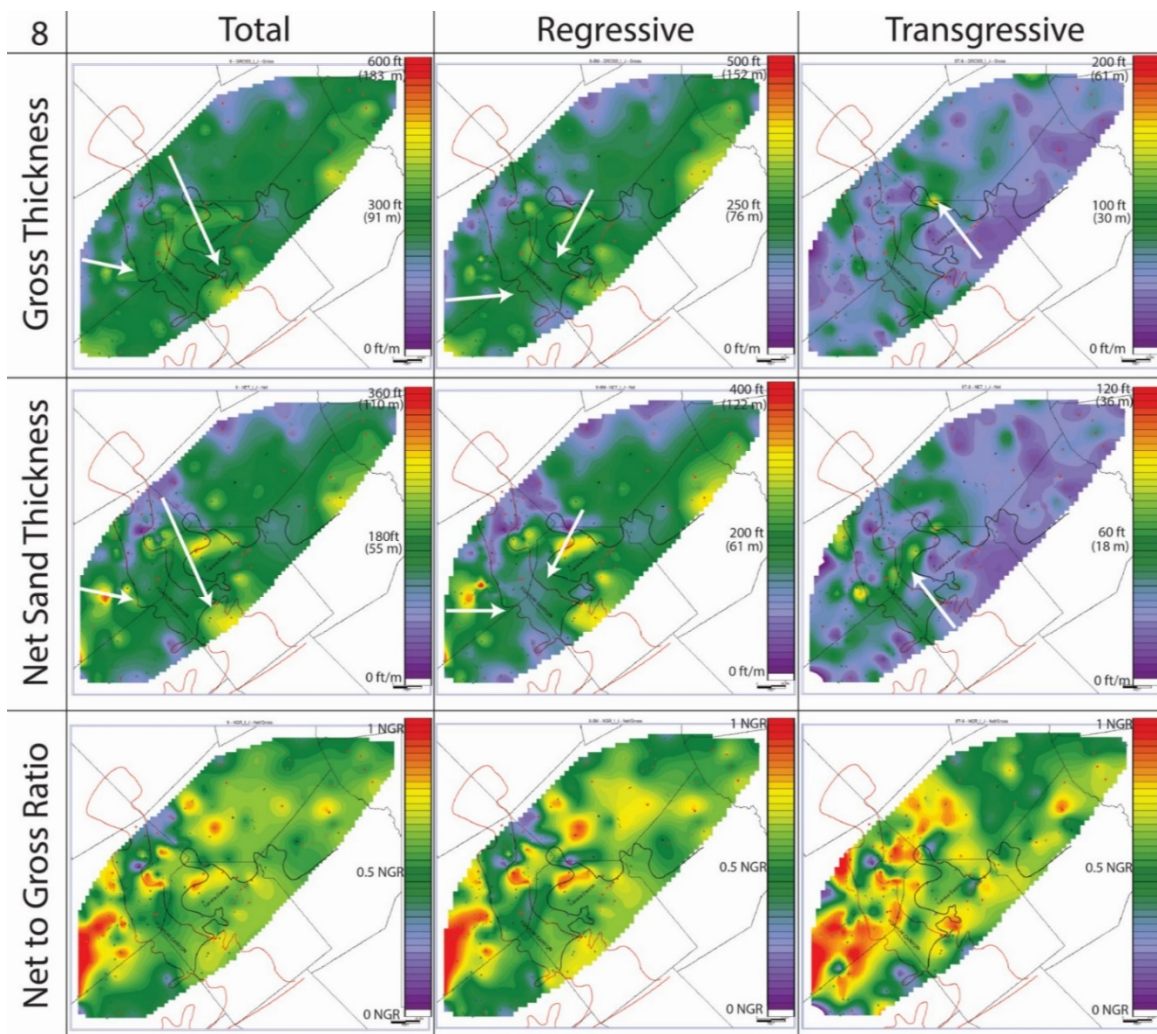 8
Total
Regressive
Transgressive
Gross Thickness
600 ft
(183 m)
300 ft
(91 m)
0 ft/m
500 ft
(152 m)
250 ft
(76 m)
0 ft/m
200 ft
(61 m)
100 ft
(30 m)
0 ft/m
Net Sand Thickness
360 ft
(110 m)
180ft
(55 m)
0 ft/m
400 ft
(122 m)
200 ft
(61 m)
0 ft/m
120 ft
(36 m)
60 ft
(18 m)
0 ft/m
Net to Gross Ratio
1 NGR
0.5 NGR
0 NGR
1 NGR
0.5 NGR
0 NGR
1 NGR
0.5 NGR
0 NGR